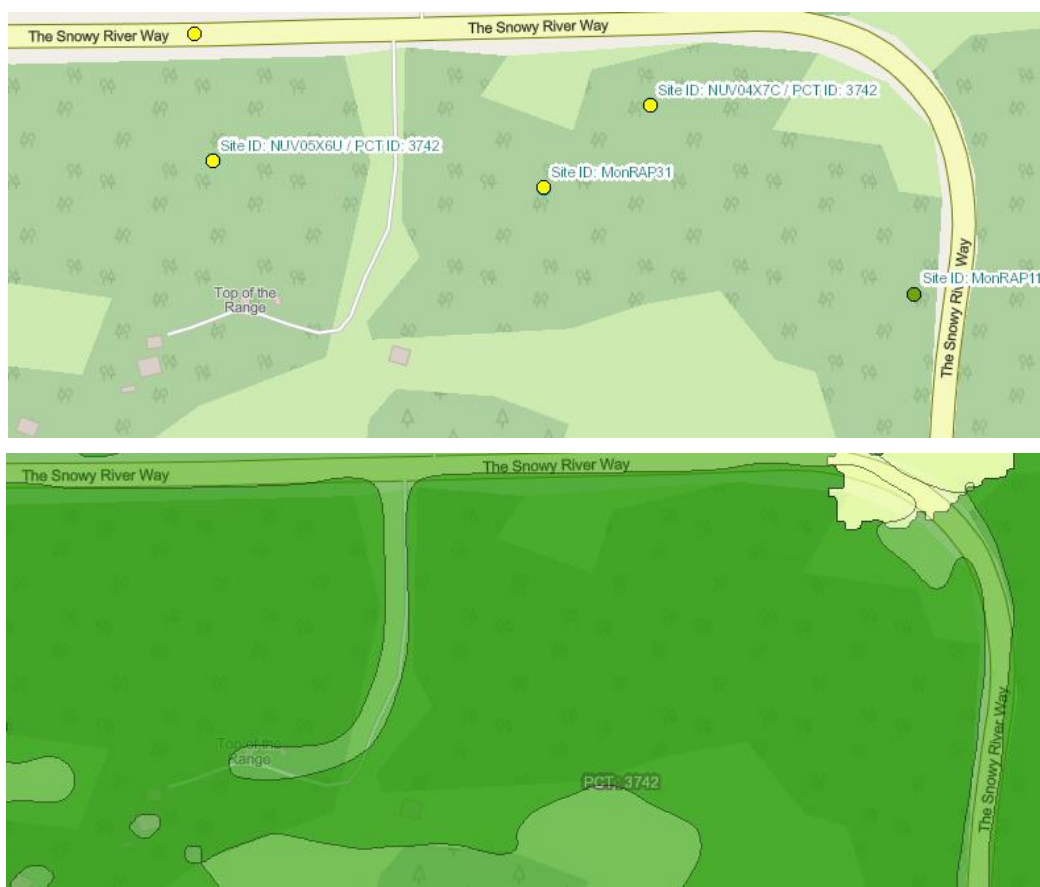 The Snowy River Way
The Snowy River Way
Site ID: NUV04X7C / PCT ID: 3742
Site ID: NUV05X6U / PCT ID: 3742
Site ID: MonRAP31
Site ID: MonRAP11
Top of the
Range
The Snowy River Way
The Snowy River Way
The Snowy River Way
Top of the
Range
PCT : 3742
The Snowy River Way